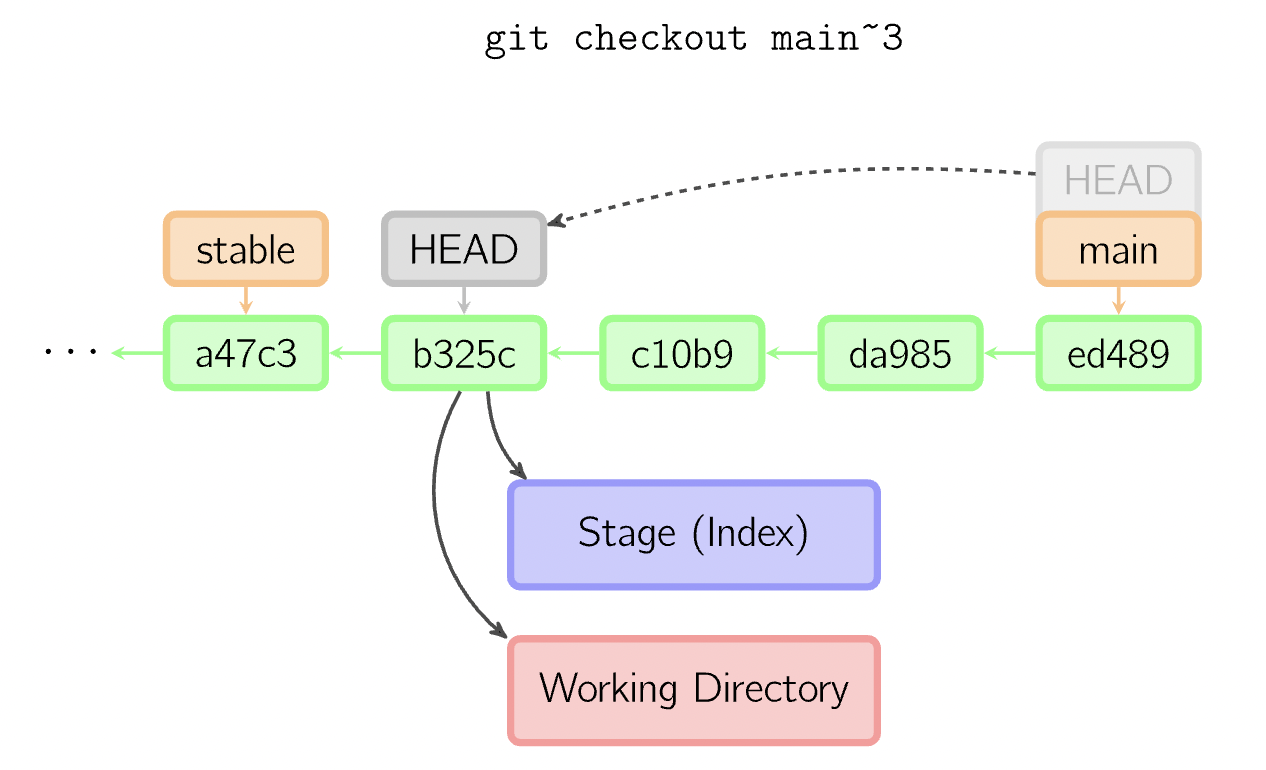 git checkout main~3
HEAD
stable
HEAD
main
...
a47c3
b325c
c10b9
da985
ed489
Stage (Index)
Working Directory